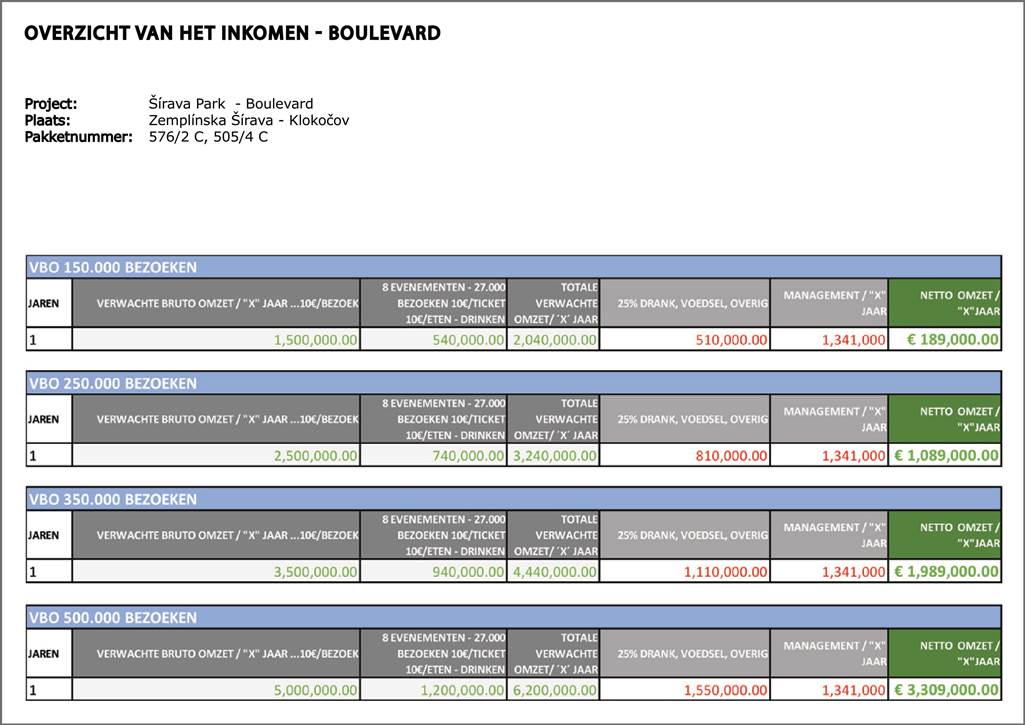 OVERZICHT VAN HET INKOMEN - BOULEVARD
Project: Šírava Park - Boulevard
Plaats: Zemplínska Šírava - Klokočov
Pakketnummer: 576/2 C, 505/4 C
VBO 150.000 BEZOEKEN
JAREN
VERWACHTE BRUTO OMZET / "X" JAAR ...10€/BEZOEK
8 EVENEMENTEN - 27.000
BEZOEKEN 10€/TICKET
10€/ETEN - DRINKEN
TOTALE
VERWACHTE
OMZET/ ´X´ JAAR
25% DRANK, VOEDSEL, OVERIG
MANAGEMENT / "X"
JAAR
NETTO OMZET /
"X"JAAR
1 1,500,000.00 540,000.00 2,040,000.00 510,000.00 1,341,000 € 189,000.00
VBO 250.000 BEZOEKEN
JAREN
VERWACHTE BRUTO OMZET / "X" JAAR ...10€/BEZOEK
8 EVENEMENTEN - 27.000
BEZOEKEN 10€/TICKET
10€/ETEN - DRINKEN
TOTALE
VERWACHTE
OMZET/ ´X´ JAAR
25% DRANK, VOEDSEL, OVERIG
MANAGEMENT / "X"
JAAR
NETTO OMZET /
"X"JAAR
1 2,500,000.00 740,000.00 3,240,000.00 810,000.00 1,341,000 € 1,089,000.00
VBO 350.000 BEZOEKEN
JAREN
VERWACHTE BRUTO OMZET / "X" JAAR ...10€/BEZOEK
8 EVENEMENTEN - 27.000
BEZOEKEN 10€/TICKET
10€/ETEN - DRINKEN
TOTALE
VERWACHTE
OMZET/ ´X´ JAAR
25% DRANK, VOEDSEL, OVERIG
MANAGEMENT / "X"
JAAR
NETTO OMZET /
"X"JAAR
1 3,500,000.00 940,000.00 4,440,000.00 1,110,000.00 1,341,000 € 1,989,000.00
VBO 500.000 BEZOEKEN
JAREN
VERWACHTE BRUTO OMZET / "X" JAAR ...10€/BEZOEK
8 EVENEMENTEN - 27.000
BEZOEKEN 10€/TICKET
10€/ETEN - DRINKEN
TOTALE
VERWACHTE
OMZET/ ´X´ JAAR
25% DRANK, VOEDSEL, OVERIG
MANAGEMENT / "X"
JAAR
NETTO OMZET /
"X"JAAR
1 5,000,000.00 1,200,000.00 6,200,000.00 1,550,000.00 1,341,000 € 3,309,000.00